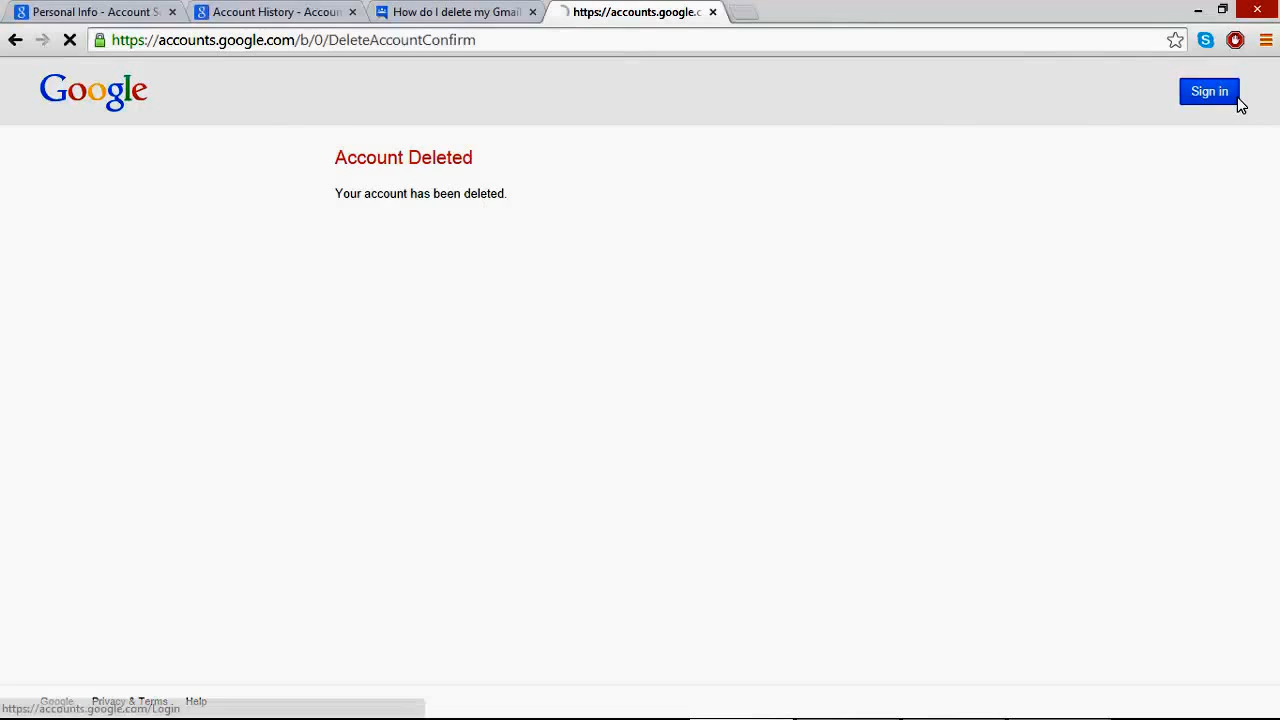 Personal Info - Account S
Account History - Accoun
How do I delete my Gmail
https://accounts.google.c
https://accounts.google.com/b/0/DeleteAccountConfirm
Google
Sign in
Account Deleted
Your account has been deleted.
Google Privacy & Terms Help
https://accounts.google.com/Login